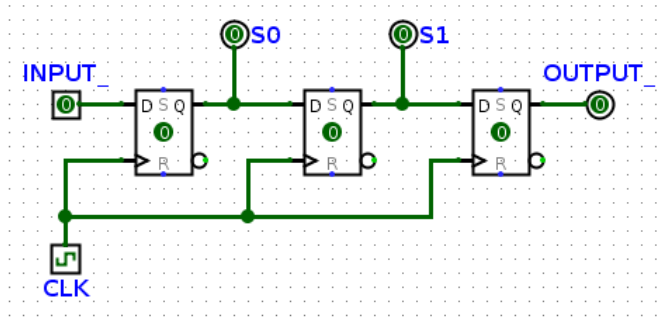 0 S0 0 S1
INPUT_ OUTPUT_
0 D S Q D S Q D S Q 0
0 0 0
R R R
CLK